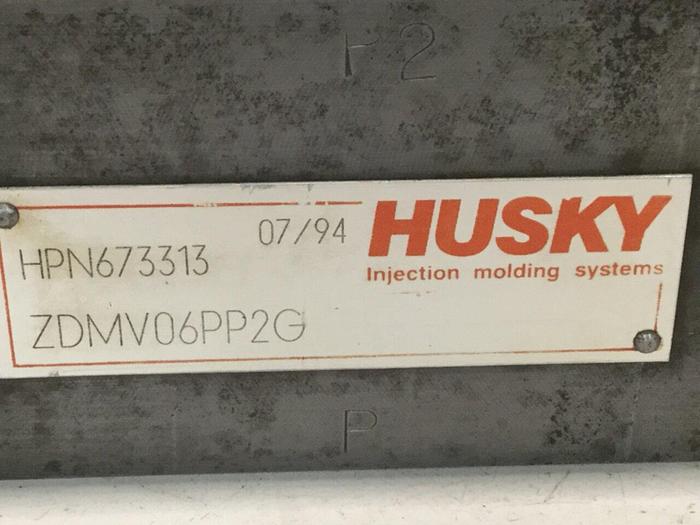 P2
07/94 HUSKY
HPN673313 Injection molding systems
ZDMV06PP2G
P